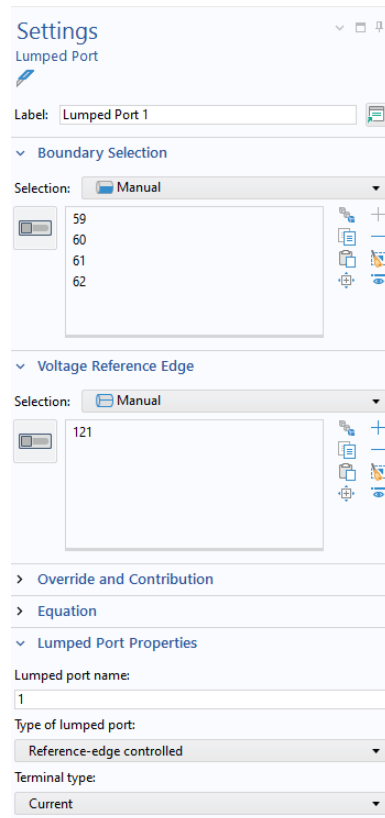 Settings
Lumped Port
Label: Lumped Port 1
Boundary Selection
Selection: Manual
59
60
61
62
Voltage Reference Edge
Selection: Manual
121
Override and Contribution
Equation
Lumped Port Properties
Lumped port name:
1
Type of lumped port:
Reference-edge controlled
Terminal type:
Current